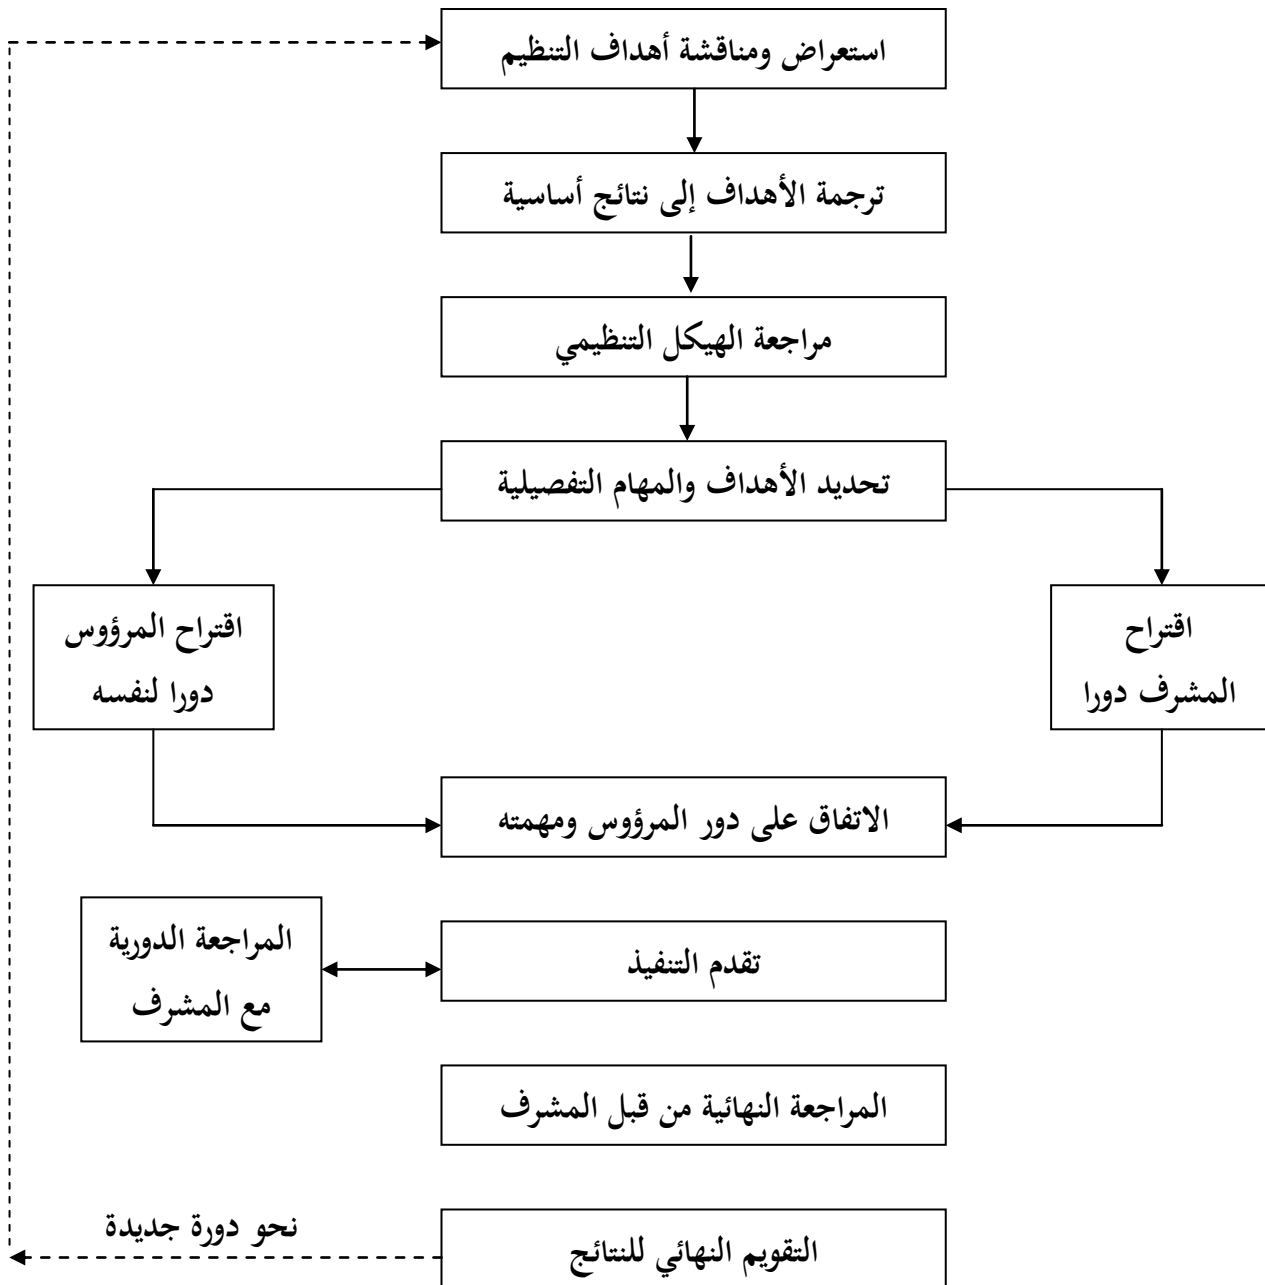 استعراض ومناقشة أهداف التنظيم
ترجمة الأهداف إلى نتائج أساسية
مراجعة الهيكل التنظيمي
تحديد الأهداف والمهام التفصيلية
اقتراح
المشرف دورا
اقتراح المرؤوس
دورا لنفسه
الاتفاق على دور المرؤوس ومهمته
تقدم التنفيذ
المراجعة الدورية
مع المشرف
المراجعة النهائية من قبل المشرف
التقويم النهائي للنتائج
نحو دورة جديدة